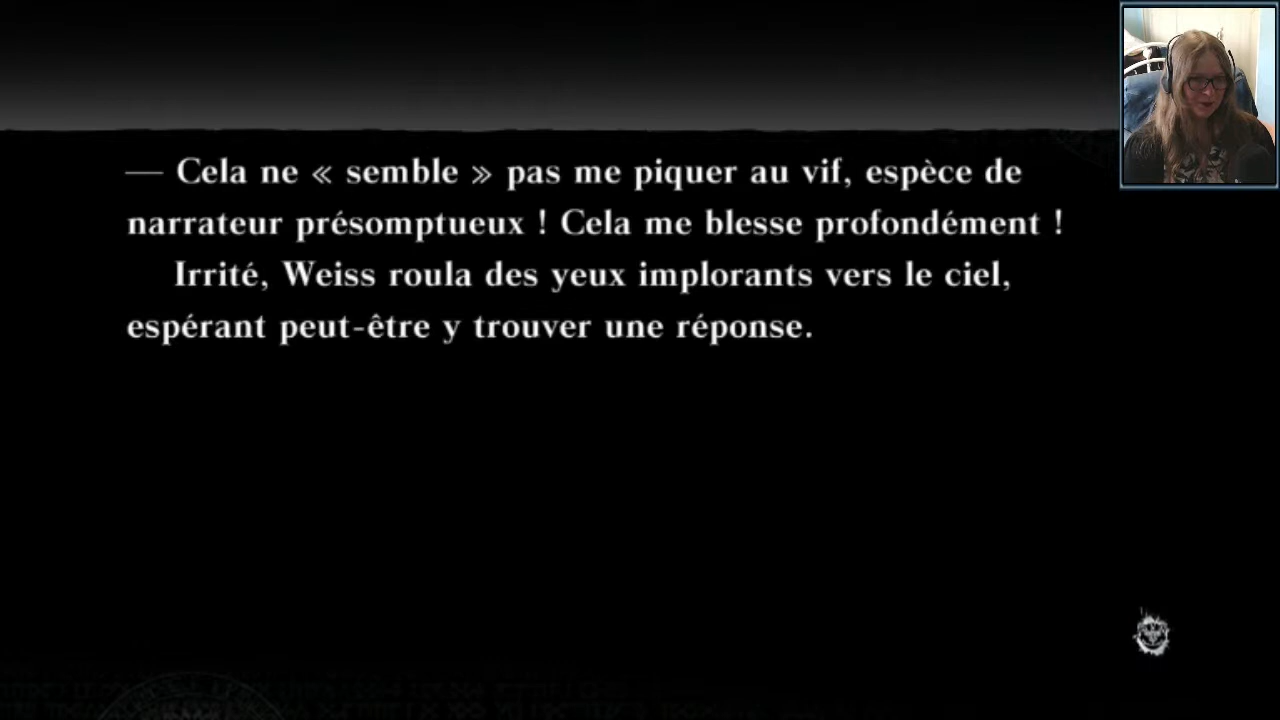 — Cela ne « semble » pas me piquer au vif, espèce de
narrateur présomptueux ! Cela me blesse profondément !
Irrité, Weiss roula des yeux implorants vers le ciel,
espérant peut-être y trouver une réponse.